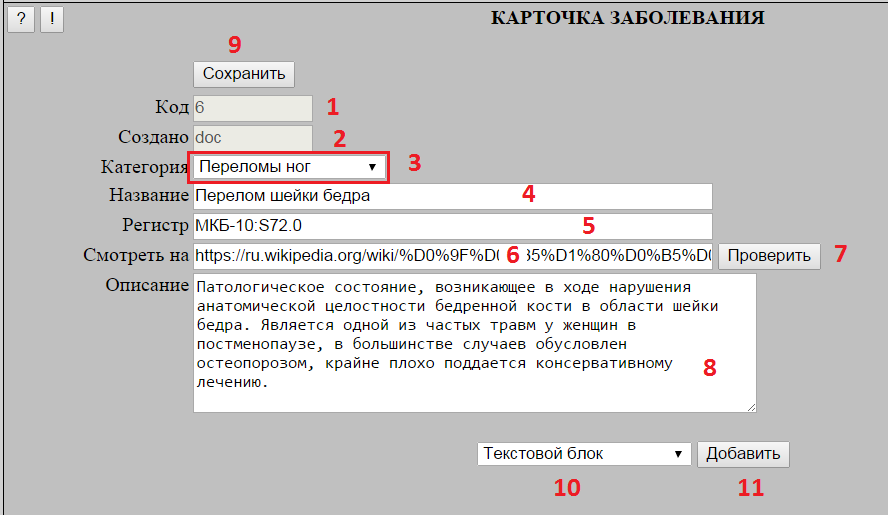 ? ! КАРТОЧКА ЗАБОЛЕВАНИЯ
9
Сохранить
Код 6 1
Создано doc 2
Категория Переломы ног 3
Название Перелом шейки бедра 4
Регистр МКБ-10:S72.0 5
Смотреть на https://ru.wikipedia.org/wiki/%D0%9F%D0 6 35%D1%80%D0%B5%D0 Проверить 7
Описание Патологическое состояние, возникающее в ходе нарушения
анатомической целостности бедренной кости в области шейки
бедра. Является одной из частых травм у женщин в
постменопаузе, в большинстве случаев обусловлен
остеопорозом, крайне плохо поддается консервативному
лечению. 8
Текстовой блок Добавить
10 11